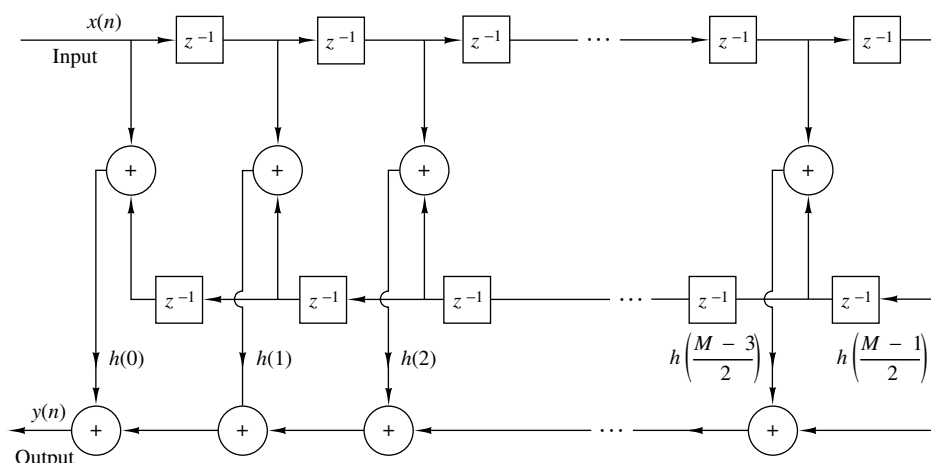 x(n)
Input
z⁻¹ z⁻¹ z⁻¹ ... z⁻¹ z⁻¹
+ + + +
z⁻¹ z⁻¹ z⁻¹ ... z⁻¹ z⁻¹
h(0) h(1) h(2) h((M − 3)/2) h((M − 1)/2)
y(n)
+ + + ... +
Output